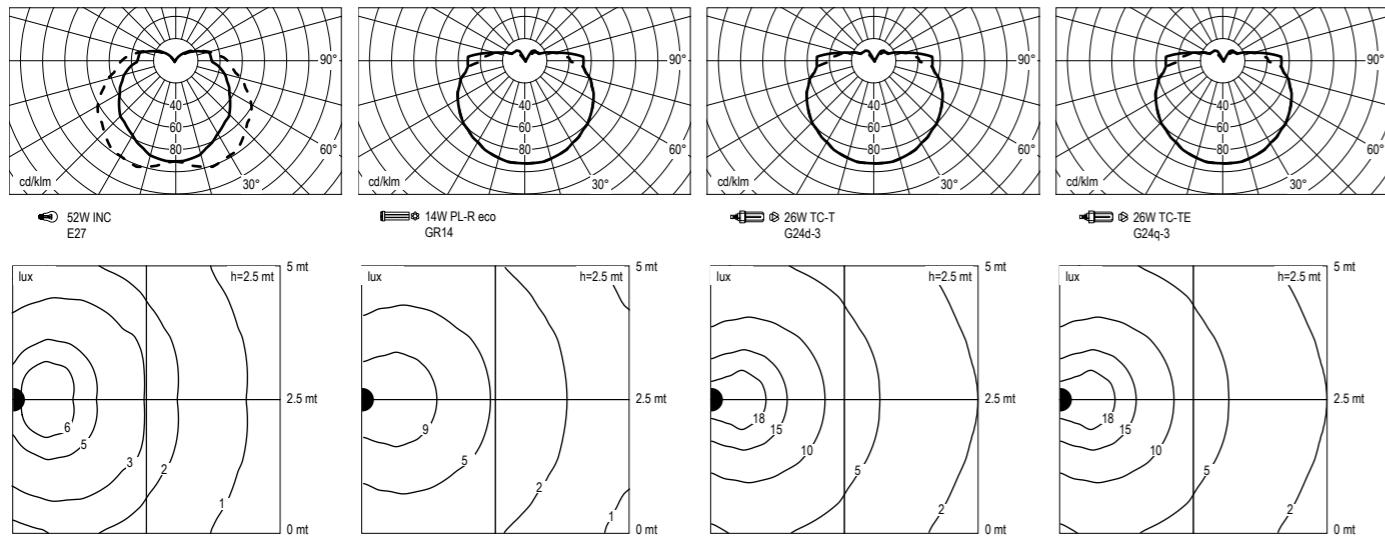 90°
40
60
80
60°
cd/klm
30°
52W INC
E27
90°
40
60
80
60°
cd/klm
30°
14W PL-R eco
GR14
90°
40
60
80
60°
cd/klm
30°
26W TC-T
G24d-3
90°
40
60
80
60°
cd/klm
30°
26W TC-TE
G24q-3
lux
h=2.5 mt
5 mt
2.5 mt
6
5
3
2
1
0 mt
lux
h=2.5 mt
5 mt
2.5 mt
9
5
2
1
0 mt
lux
h=2.5 mt
5 mt
2.5 mt
18
15
10
5
2
0 mt
lux
h=2.5 mt
5 mt
2.5 mt
18
15
10
5
2
0 mt